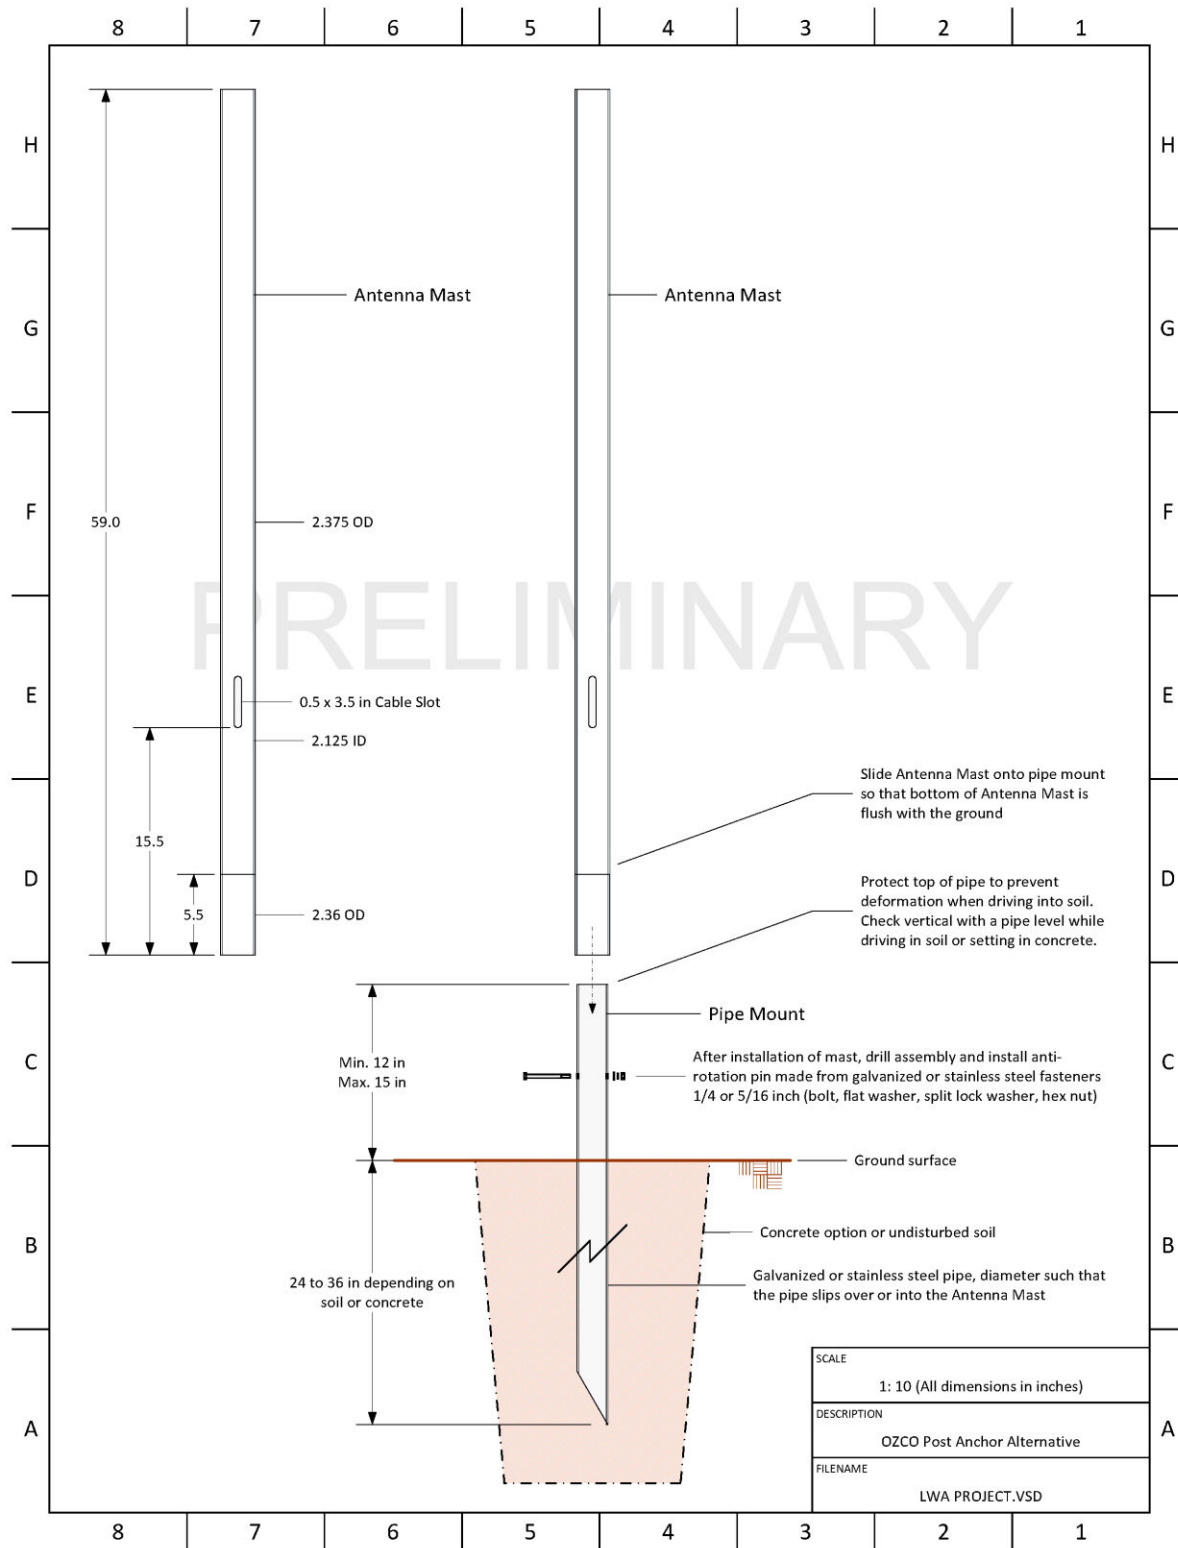 8 7 6 5 4 3 2 1
H H
Antenna Mast Antenna Mast
G G
F F
59.0 2.375 OD
PRELIMINARY
E E
0.5 x 3.5 in Cable Slot
2.125 ID
Slide Antenna Mast onto pipe mount
so that bottom of Antenna Mast is
flush with the ground
15.5
D D
Protect top of pipe to prevent
deformation when driving into soil.
Check vertical with a pipe level while
driving in soil or setting in concrete.
5.5 2.36 OD
Pipe Mount
C C
Min. 12 in
Max. 15 in
After installation of mast, drill assembly and install anti-
rotation pin made from galvanized or stainless steel fasteners
1/4 or 5/16 inch (bolt, flat washer, split lock washer, hex nut)
Ground surface
Concrete option or undisturbed soil
B B
24 to 36 in depending on
soil or concrete
Galvanized or stainless steel pipe, diameter such that
the pipe slips over or into the Antenna Mast
SCALE
1: 10 (All dimensions in inches)
DESCRIPTION
OZCO Post Anchor Alternative
A A
FILENAME
LWA PROJECT.VSD
8 7 6 5 4 3 2 1